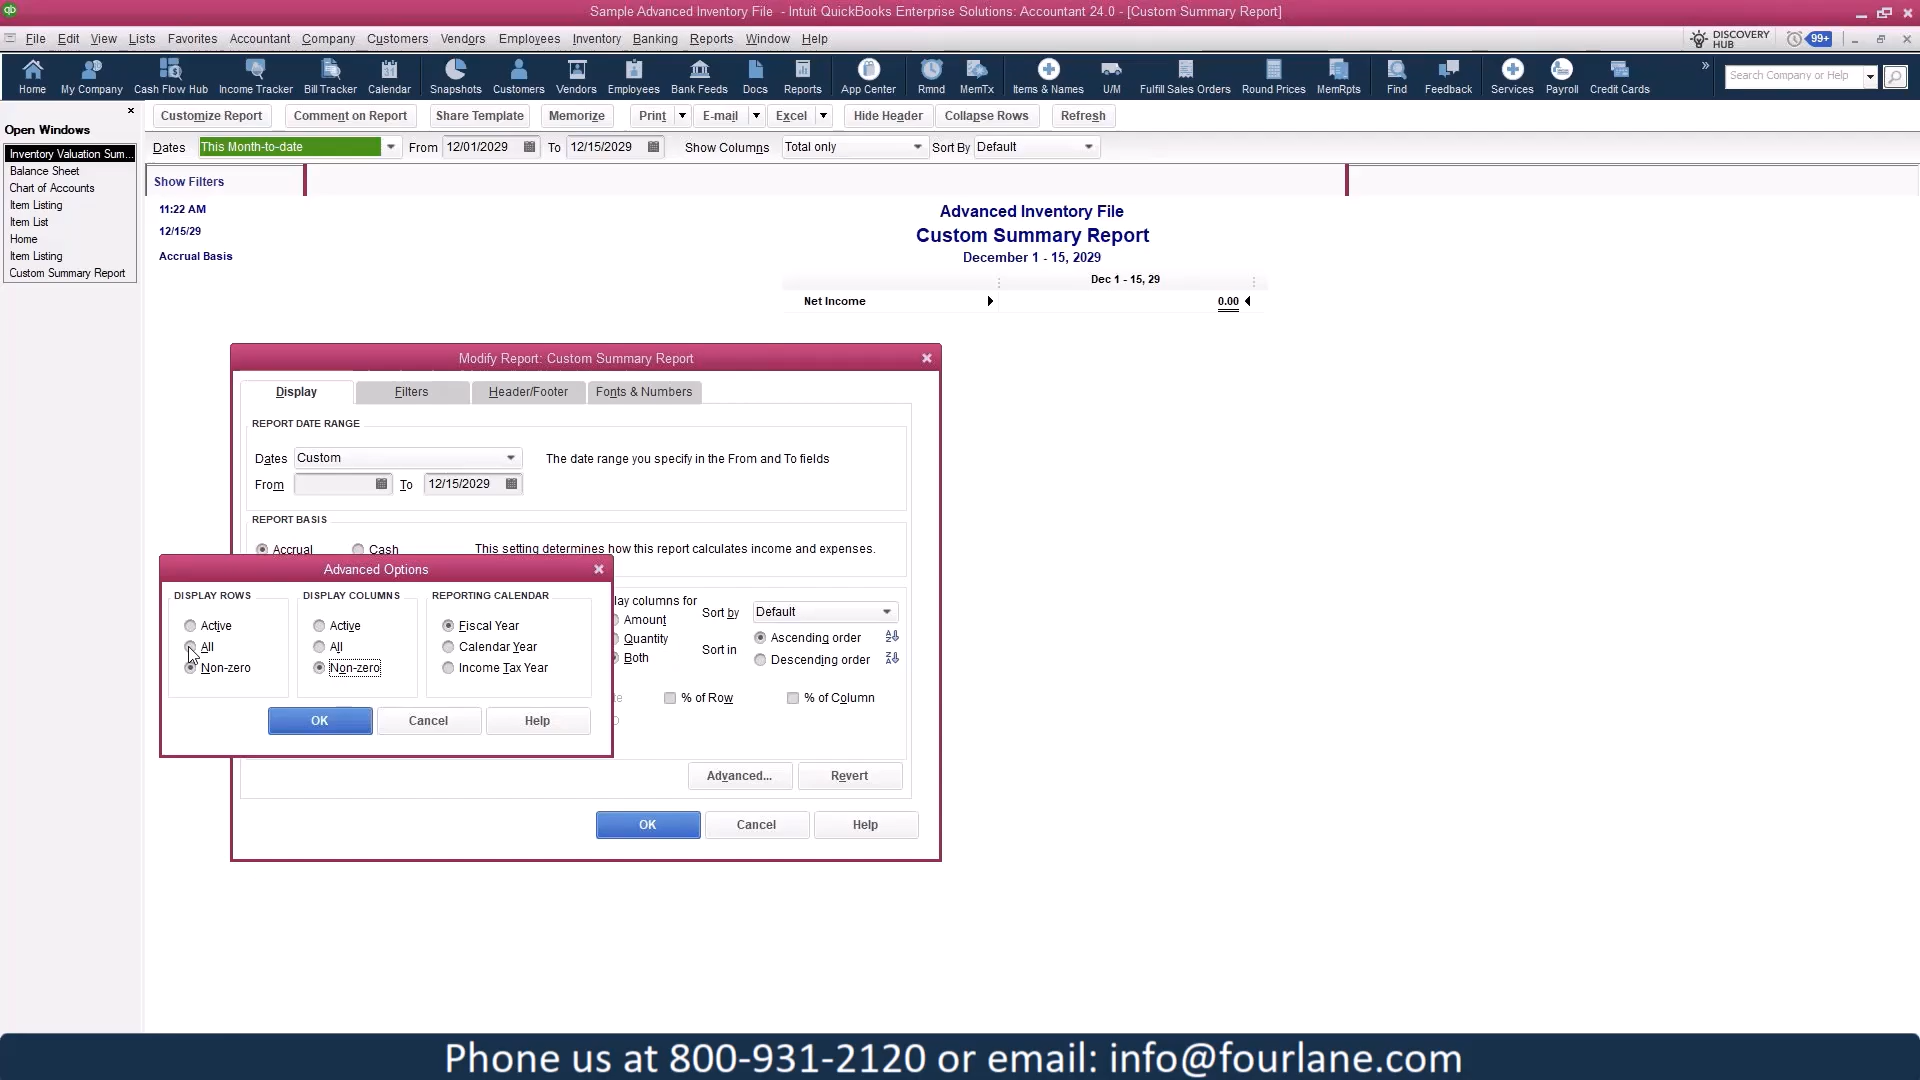 qb
Sample Advanced Inventory File - Intuit QuickBooks Enterprise Solutions: Accountant 24.0 - [Custom Summary Report]
File Edit View Lists Favorites Accountant Company Customers Vendors Employees Inventory Banking Reports Window Help
DISCOVERY HUB 99+
Home My Company Cash Flow Hub Income Tracker Bill Tracker Calendar Snapshots Customers Vendors Employees Bank Feeds Docs Reports App Center Rmnd MemTx Items & Names U/M Fulfill Sales Orders Round Prices MemRpts Find Feedback Services Payroll Credit Cards » Search Company or Help
Customize Report Comment on Report Share Template Memorize Print E-mail Excel Hide Header Collapse Rows Refresh
Dates This Month-to-date From 12/01/2029 To 12/15/2029 Show Columns Total only Sort By Default
Open Windows
Inventory Valuation Sum...
Balance Sheet
Chart of Accounts
Item Listing
Item List
Home
Item Listing
Custom Summary Report
Show Filters
11:22 AM
12/15/29
Accrual Basis
Advanced Inventory File
Custom Summary Report
December 1 - 15, 2029
Dec 1 - 15, 29
Net Income 0.00
Modify Report: Custom Summary Report
Display Filters Header/Footer Fonts & Numbers
REPORT DATE RANGE
Dates Custom The date range you specify in the From and To fields
From To 12/15/2029
REPORT BASIS
Accrual Cash This setting determines how this report calculates income and expenses.
Advanced Options
DISPLAY ROWS DISPLAY COLUMNS REPORTING CALENDAR
Active Active Fiscal Year
All All Calendar Year
Non-zero Non-zero Income Tax Year
OK Cancel Help
lay columns for Sort by Default
Amount
Quantity
Both
Sort in Ascending order
Descending order
% of Row % of Column
Advanced... Revert
OK Cancel Help
Phone us at 800-931-2120 or email: info@fourlane.com